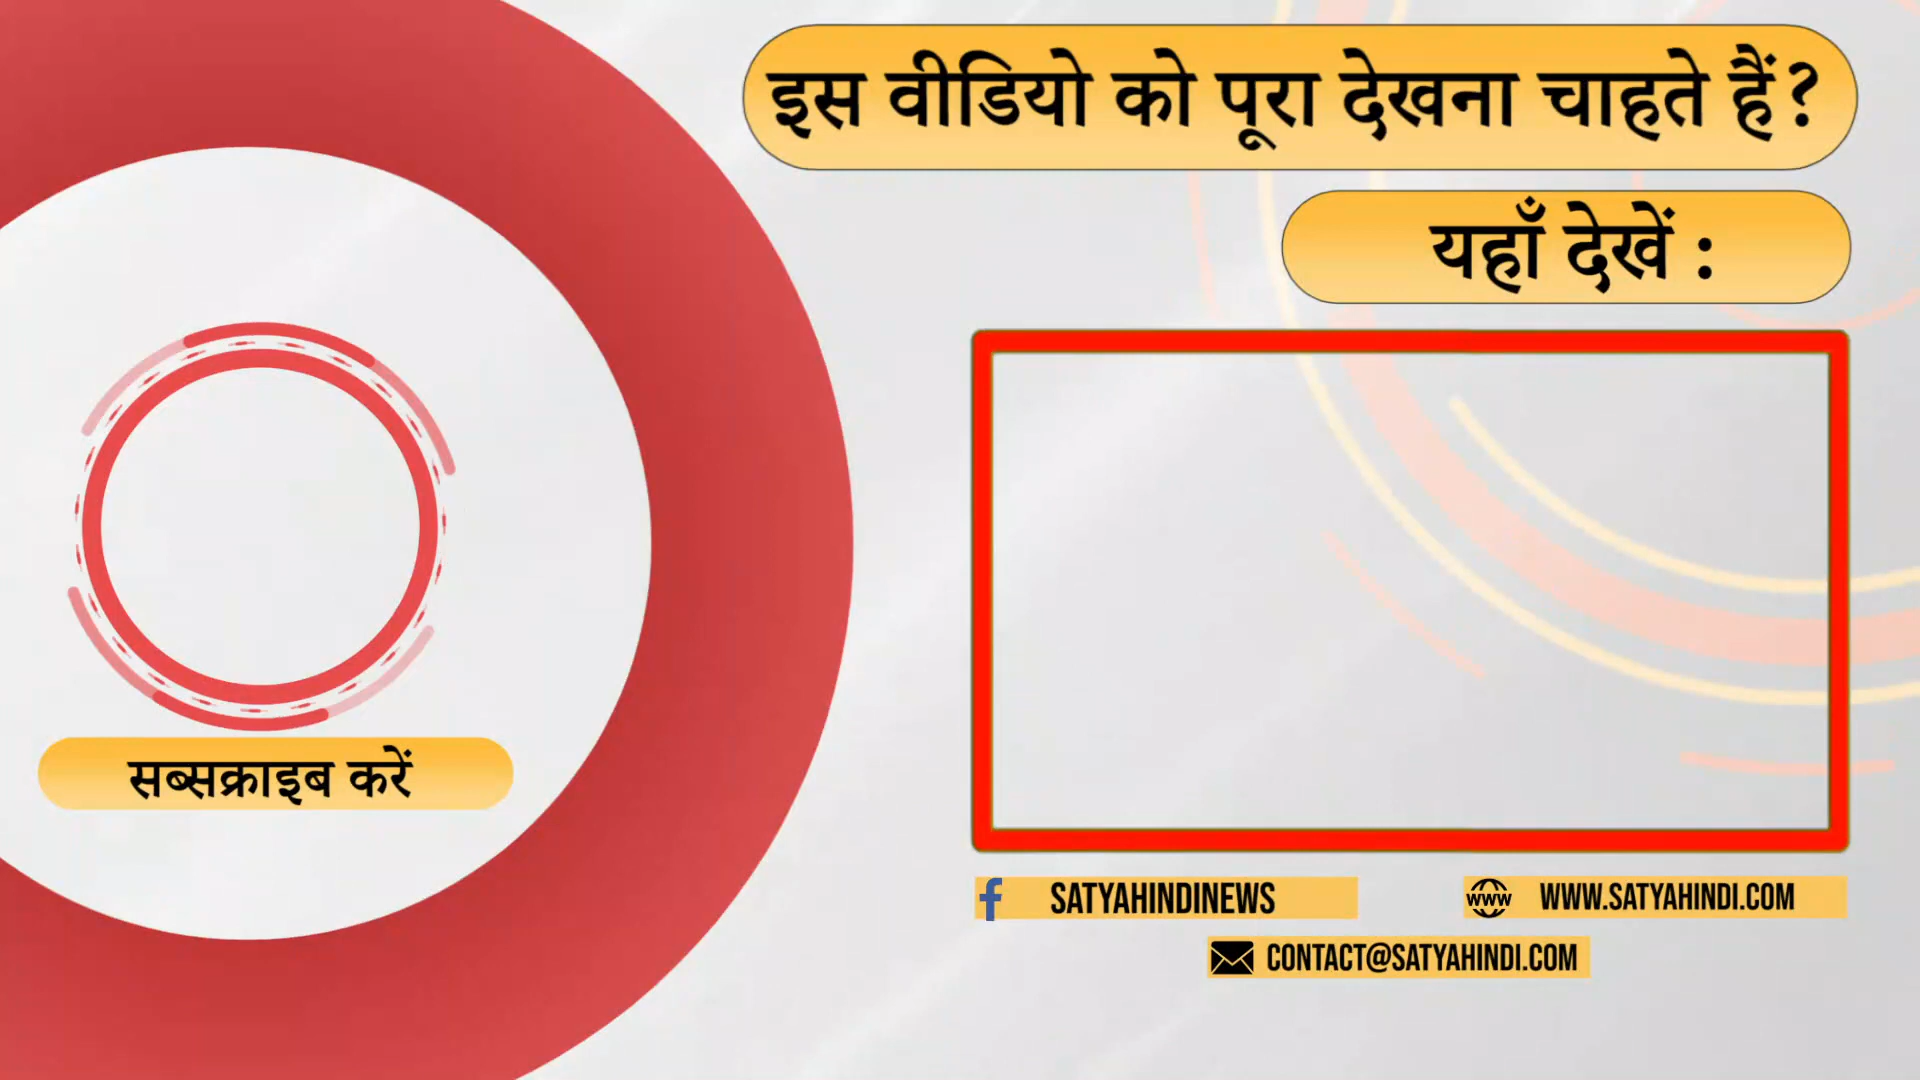 इस वीडियो को पूरा देखना चाहते हैं?
यहाँ देखें :
सब्सक्राइब करें
SATYAHINDINEWS
WWW.SATYAHINDI.COM
CONTACT@SATYAHINDI.COM